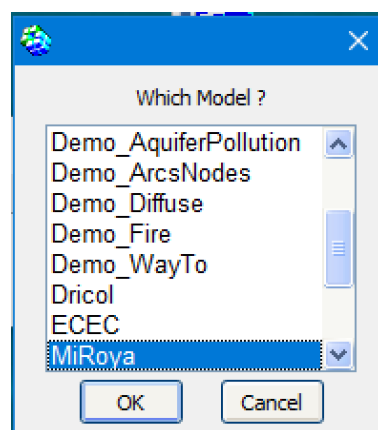 Which Model ?
Demo_AquiferPollution
Demo_ArcsNodes
Demo_Diffuse
Demo_Fire
Demo_WayTo
Dricol
ECEC
MiRoya
OK
Cancel